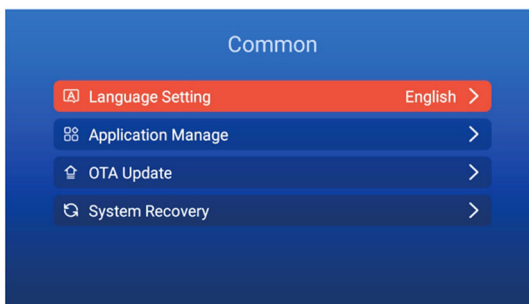 Common
Language Setting English
Application Manage
OTA Update
System Recovery